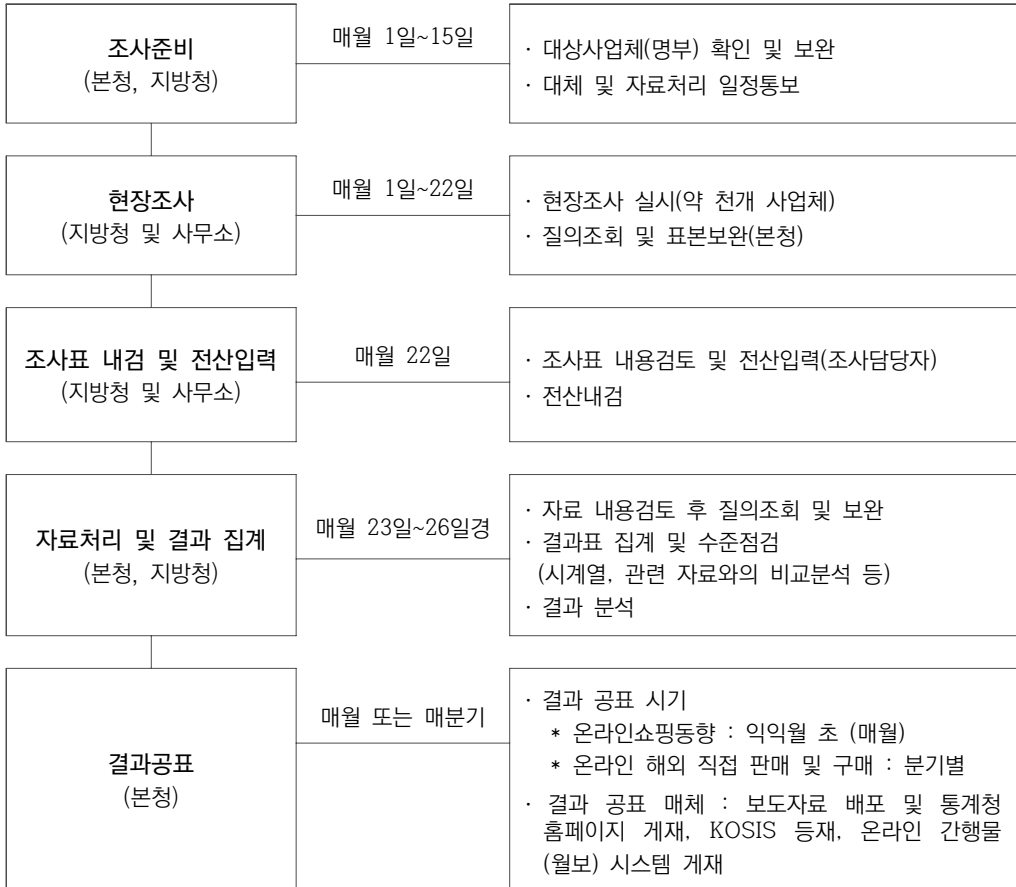 조사준비
(본청, 지방청)
매월 1일~15일
· 대상사업체(명부) 확인 및 보완
· 대체 및 자료처리 일정통보
현장조사
(지방청 및 사무소)
매월 1일~22일
· 현장조사 실시(약 천개 사업체)
· 질의조회 및 표본보완(본청)
조사표 내검 및 전산입력
(지방청 및 사무소)
매월 22일
· 조사표 내용검토 및 전산입력(조사담당자)
· 전산내검
자료처리 및 결과 집계
(본청, 지방청)
매월 23일~26일경
· 자료 내용검토 후 질의조회 및 보완
· 결과표 집계 및 수준점검
(시계열, 관련 자료와의 비교분석 등)
· 결과 분석
결과공표
(본청)
매월 또는 매분기
· 결과 공표 시기
* 온라인쇼핑동향 : 익익월 초 (매월)
* 온라인 해외 직접 판매 및 구매 : 분기별
· 결과 공표 매체 : 보도자료 배포 및 통계청
홈페이지 게재, KOSIS 등재, 온라인 간행물
(월보) 시스템 게재